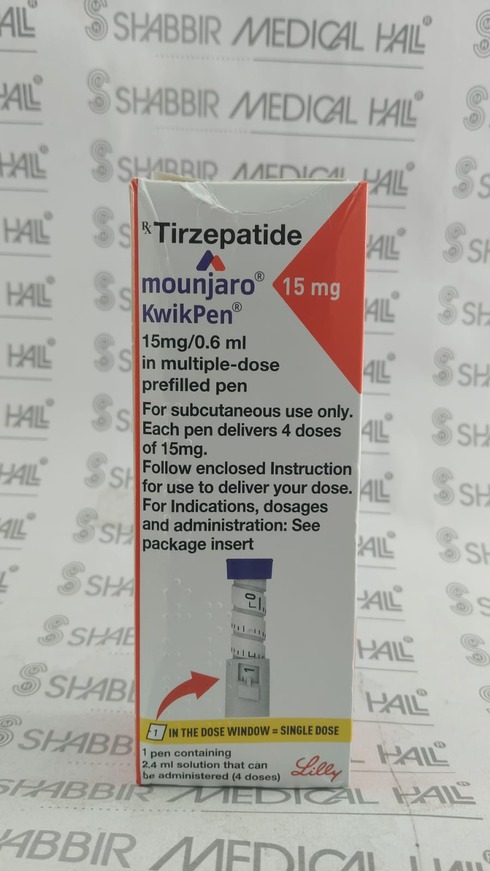 SHABBIR MEDICAL HALL
SHABBIR MEDICAL HALL
Rx Tirzepatide
mounjaro®
15 mg
KwikPen®
15mg/0.6 ml
in multiple-dose
prefilled pen
For subcutaneous use only.
Each pen delivers 4 doses
of 15mg.
Follow enclosed Instruction
for use to deliver your dose.
For Indications, dosages
and administration: See
package insert
1 IN THE DOSE WINDOW = SINGLE DOSE
1 pen containing
2.4 ml solution that can
be administered (4 doses)
Lilly